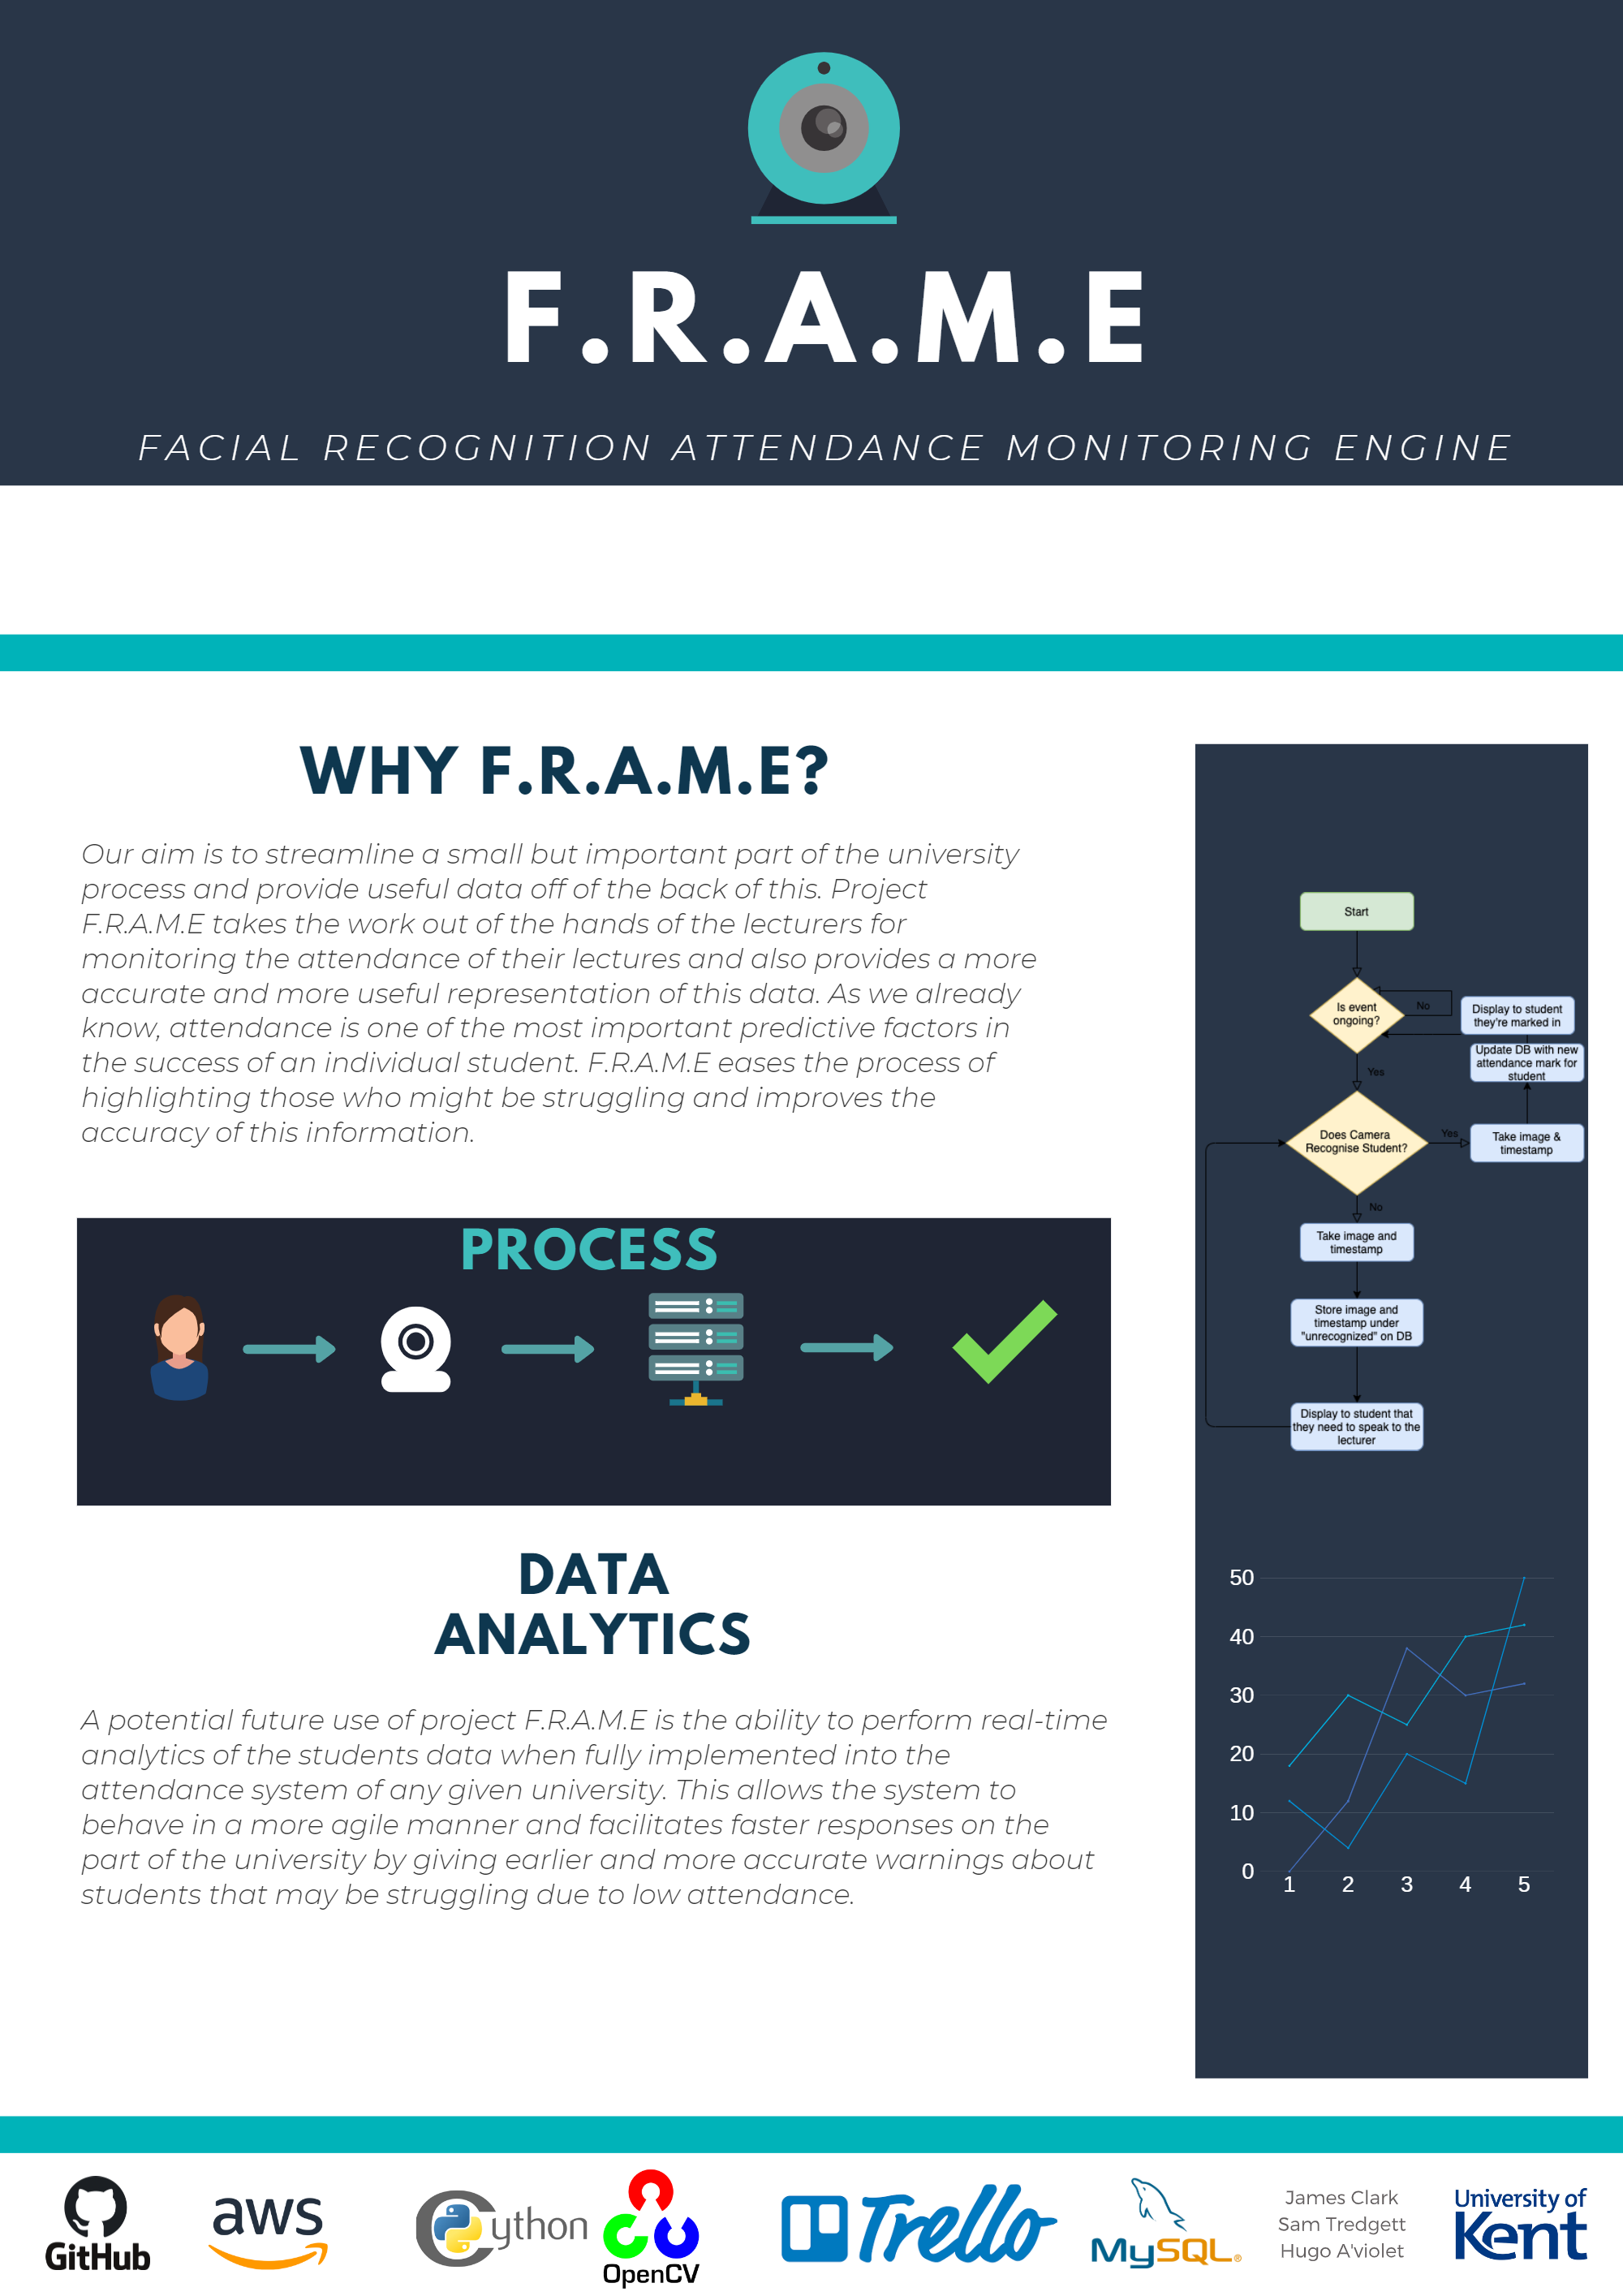 F.R.A.M.E
FACIAL RECOGNITION ATTENDANCE MONITORING ENGINE
WHY F.R.A.M.E?
Our aim is to streamline a small but important part of the university
process and provide useful data off of the back of this. Project
F.R.A.M.E takes the work out of the hands of the lecturers for
monitoring the attendance of their lectures and also provides a more
accurate and more useful representation of this data. As we already
know, attendance is one of the most important predictive factors in
the success of an individual student. F.R.A.M.E eases the process of
highlighting those who might be struggling and improves the
accuracy of this information.
PROCESS
DATA
ANALYTICS
A potential future use of project F.R.A.M.E is the ability to perform real-time
analytics of the students data when fully implemented into the
attendance system of any given university. This allows the system to
behave in a more agile manner and facilitates faster responses on the
part of the university by giving earlier and more accurate warnings about
students that may be struggling due to low attendance.
Start
Is event
ongoing?
No
Display to student
they're marked in
Update DB with new
attendance mark for
student
Yes
Does Camera
Recognise Student?
Yes
Take image &
timestamp
No
Take image and
timestamp
Store image and
timestamp under
"unrecognized" on DB
Display to student that
they need to speak to the
lecturer
50
40
30
20
10
0
1 2 3 4 5
GitHub
aws
Cython
OpenCV
Trello
MySQL®
James Clark
Sam Tredgett
Hugo A'violet
University of
Kent